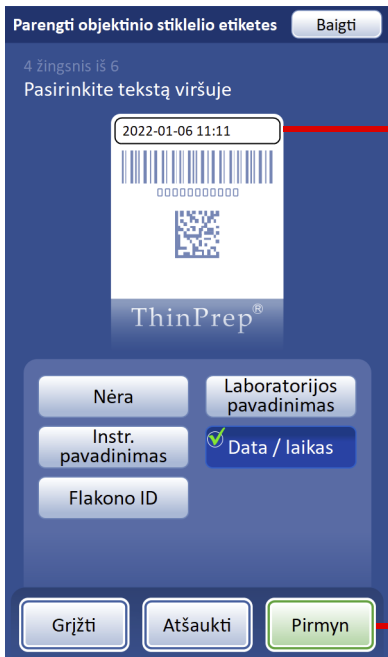 Parengti objektinio stiklelio etiketes
Baigti
4 žingsnis iš 6
Pasirinkite tekstą viršuje
2022-01-06 11:11
00000000000
ThinPrep®
Nėra
Laboratorijos
pavadinimas
Instr.
pavadinimas
Data / laikas
Flakono ID
Grįžti
Atšaukti
Pirmyn